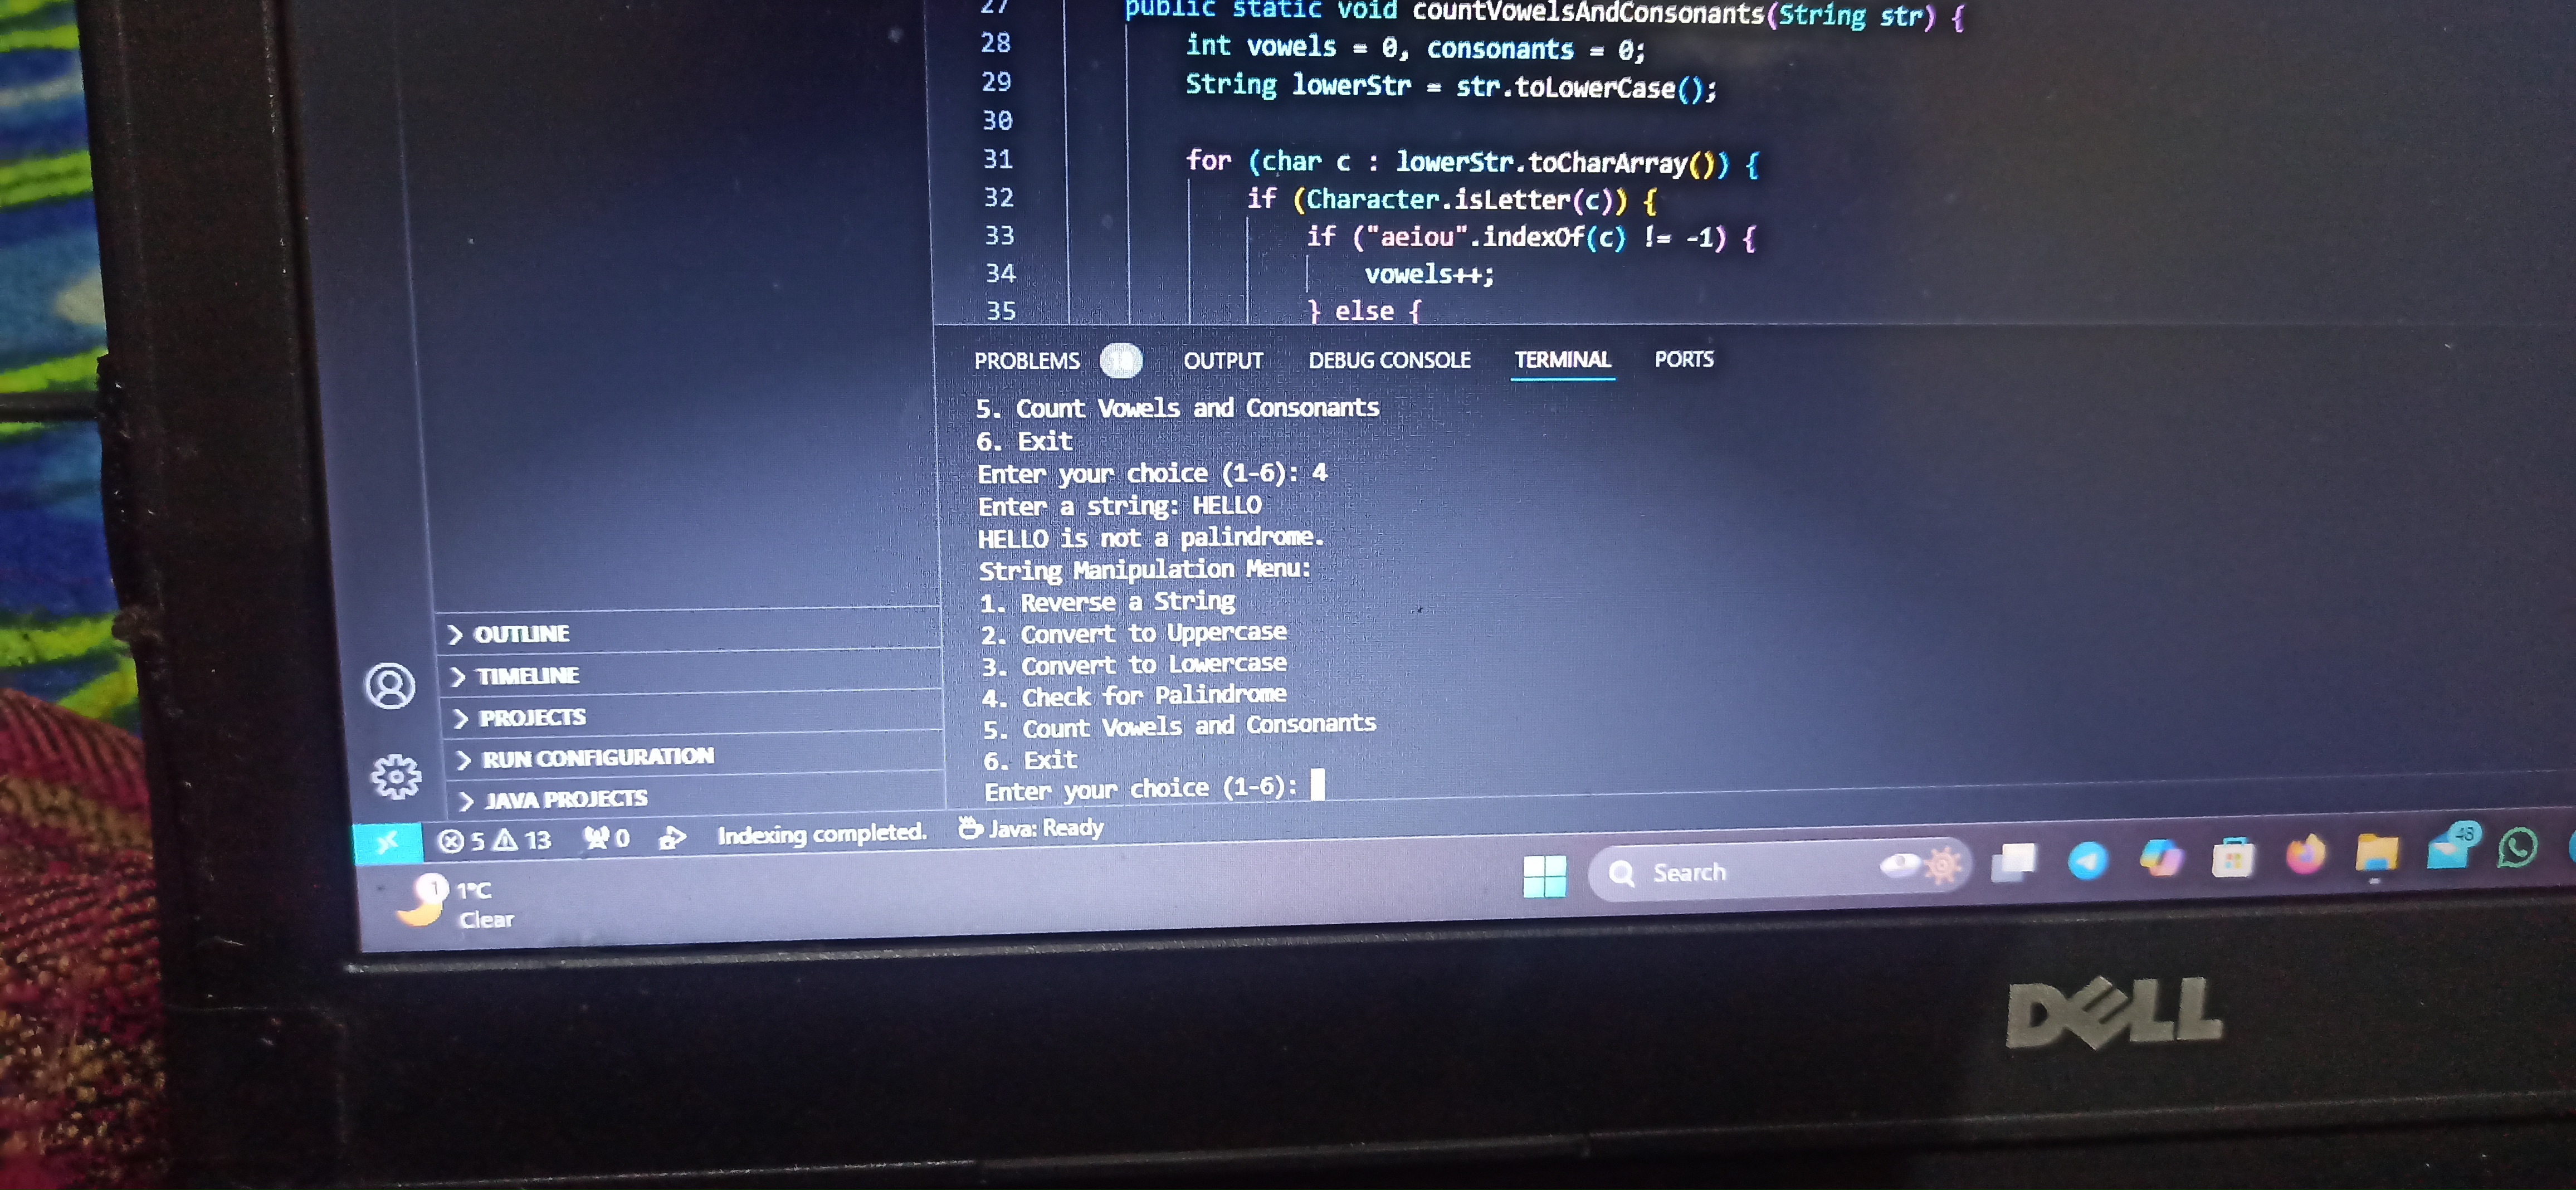 27 public static void countVowelsAndConsonants(String str) {
28 int vowels = 0, consonants = 0;
29 String lowerStr = str.toLowerCase();
30
31 for (char c : lowerStr.toCharArray()) {
32 if (Character.isLetter(c)) {
33 if ("aeiou".indexOf(c) != -1) {
34 vowels++;
35 } else {
PROBLEMS 18 OUTPUT DEBUG CONSOLE TERMINAL PORTS
5. Count Vowels and Consonants
6. Exit
Enter your choice (1-6): 4
Enter a string: HELLO
HELLO is not a palindrome.
String Manipulation Menu:
1. Reverse a String
2. Convert to Uppercase
3. Convert to Lowercase
4. Check for Palindrome
5. Count Vowels and Consonants
6. Exit
Enter your choice (1-6):
OUTLINE
TIMELINE
PROJECTS
RUN CONFIGURATION
JAVA PROJECTS
5 13 0 Indexing completed. Java: Ready
1 1°C
Clear
Search
48
DELL